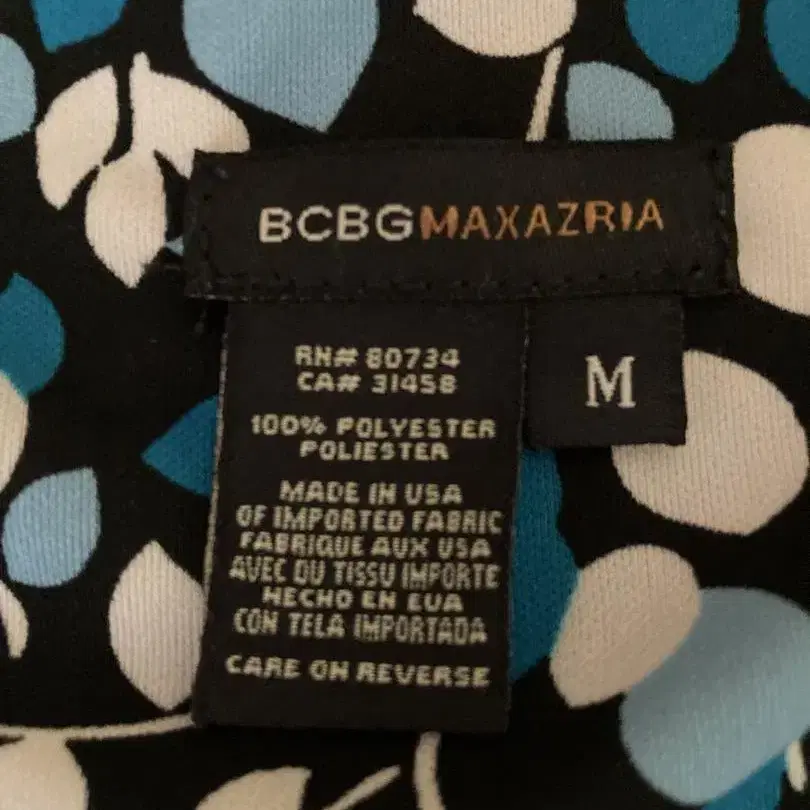 BCBGMAXAZRIA
M
RN# 80734
CA# 31458
100% POLYESTER
POLIESTER
MADE IN USA
OF IMPORTED FABRIC
FABRIQUE AUX USA
AVEC DU TISSU IMPORTE
HECHO EN EUA
CON TELA IMPORTADA
CARE ON REVERSE